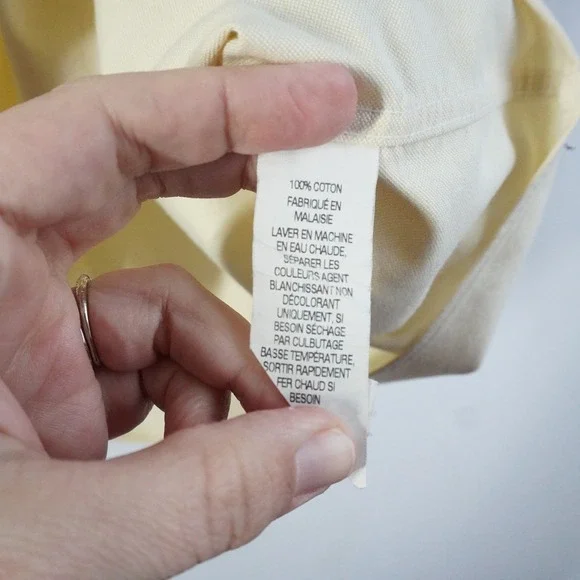 100% COTON
FABRIQUÉ EN
MALAISIE
LAVER EN MACHINE
EN EAU CHAUDE,
SÉPARER LES
COULEURS AGENT
BLANCHISSANT NON
DÉCOLORANT
UNIQUEMENT, SI
BESOIN SÉCHAGE
PAR CULBUTAGE
BASSE TEMPÉRATURE,
SORTIR RAPIDEMENT
FER CHAUD SI
BESOIN